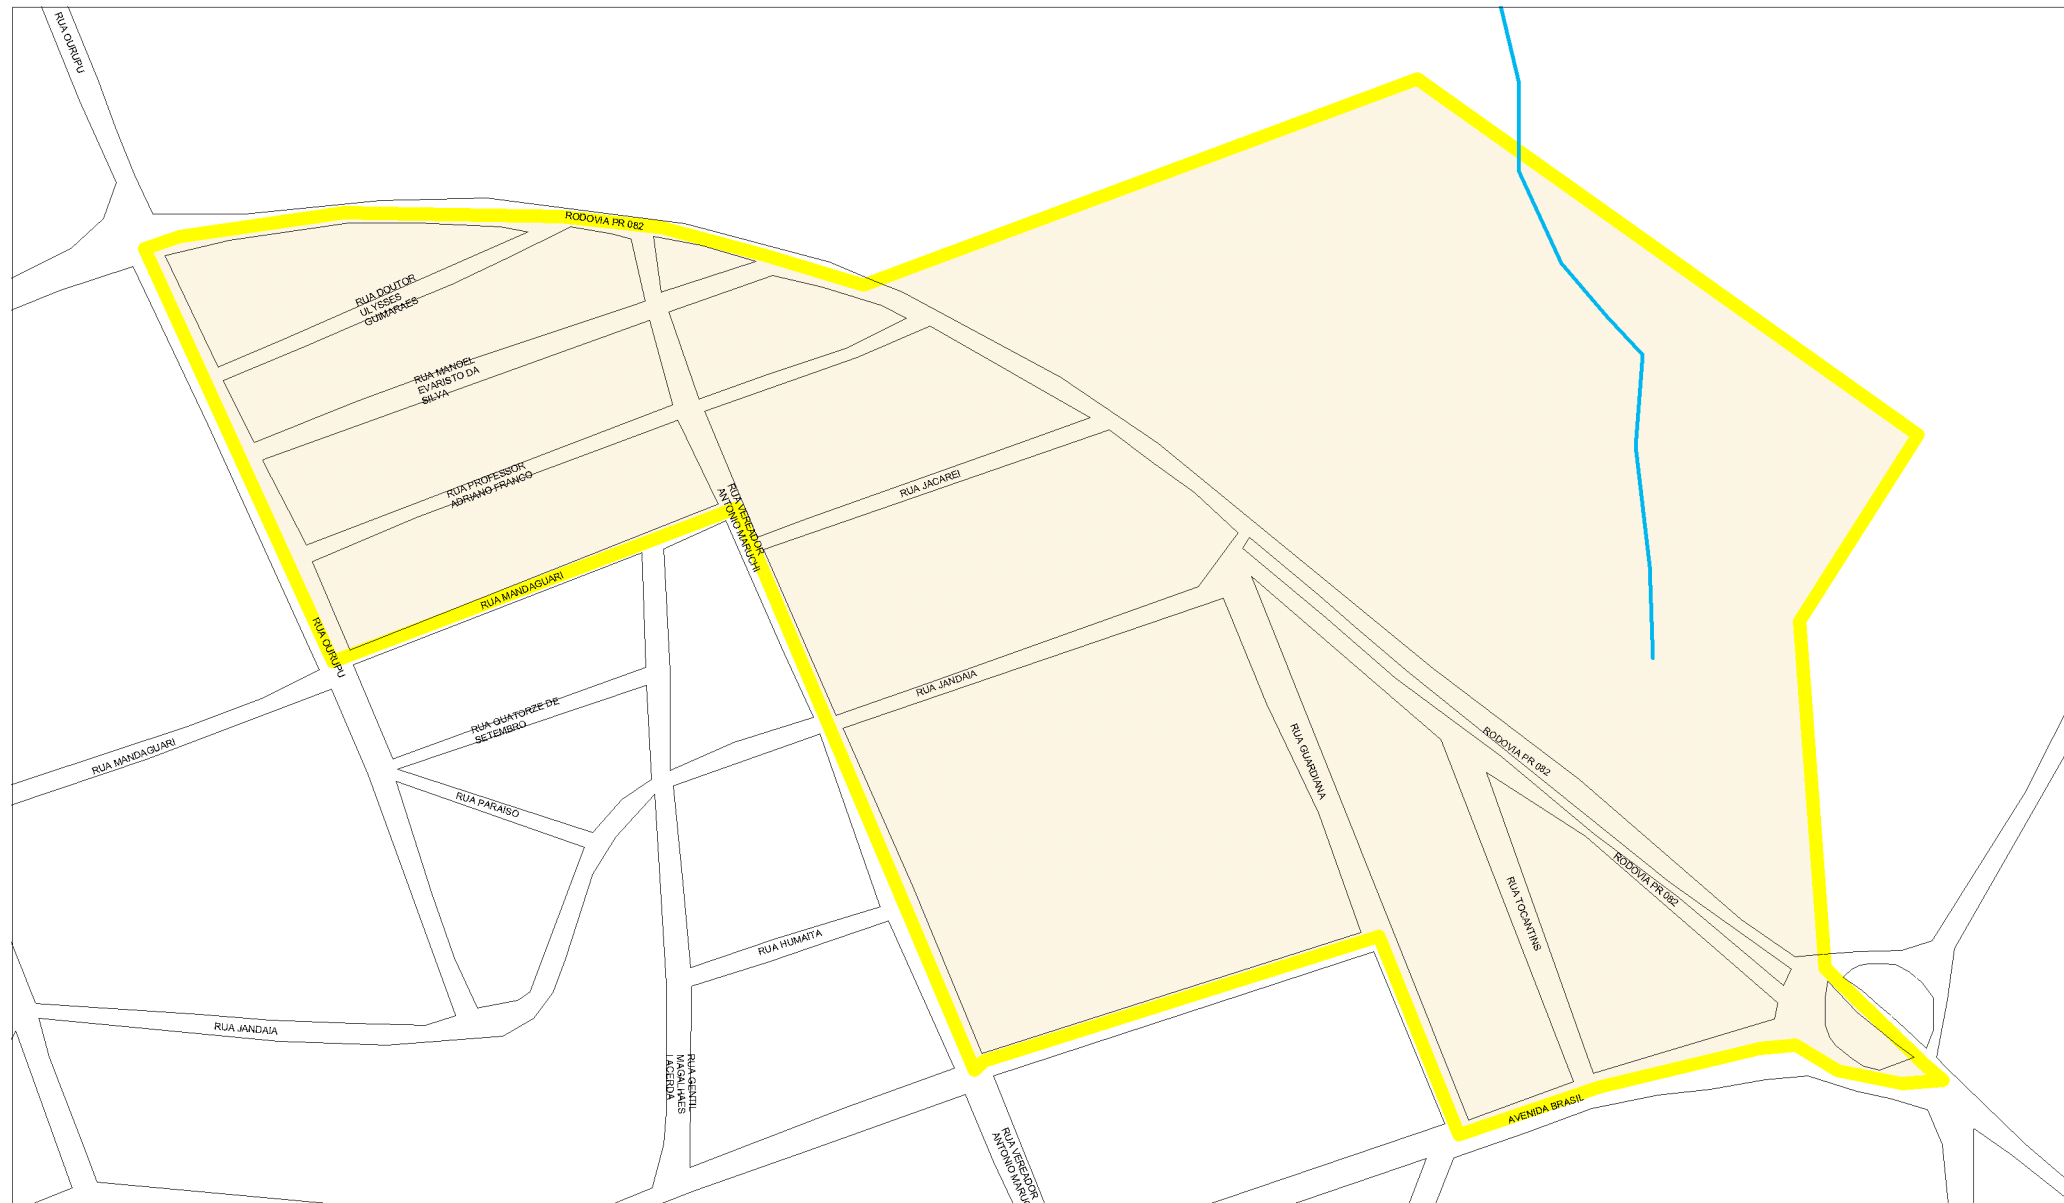 RUA OURUPU
RODOVIA PR 082
RUA DOUTOR
ULYSSES
GUIMARAES
RUA MANOEL
EVARISTO DA
SILVA
RUA PROFESSOR
ADRIANO FRANCO
RUA JACAREI
RUA VEREADOR
ANTONIO MARUCHI
RUA MANDAGUARI
RUA OURUPU
RUA JANDAIA
RUA QUATORZE DE
SETEMBRO
RUA MANDAGUARI
RUA PARAISO
RUA GUARDIANA
RODOVIA PR 082
RODOVIA PR 082
RUA TOCANTINS
RUA HUMAITA
RUA JANDAIA
RUA GENTIL
MAGALHAES
LACERDA
AVENIDA BRASIL
RUA VEREADOR
ANTONIO MARUC